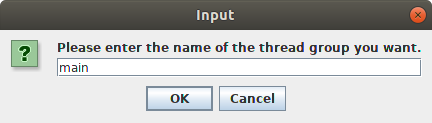 Input
Please enter the name of the thread group you want.
main
OK Cancel